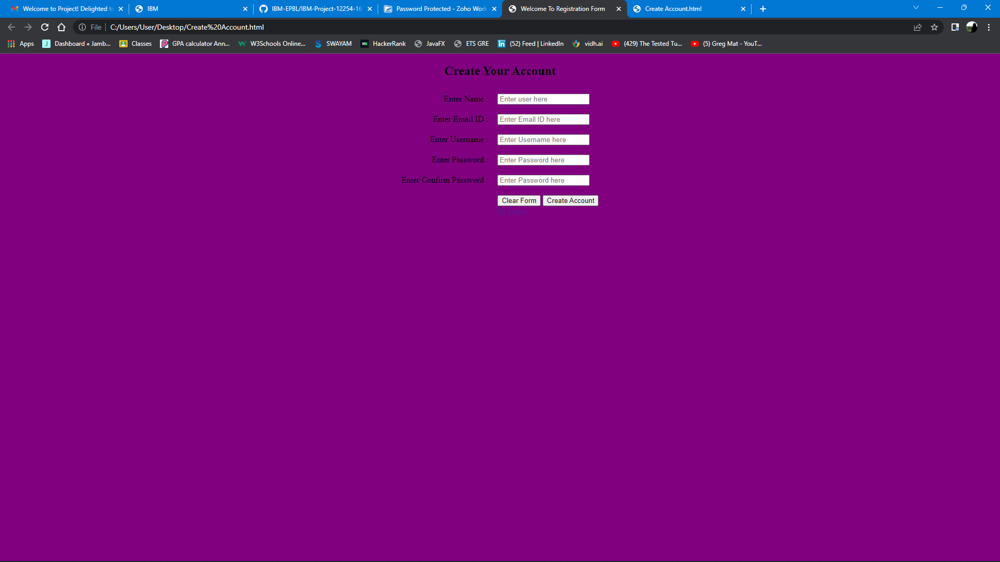 Welcome to Project! Delighted to
IBM
IBM-EPBL/IBM-Project-12254-16
Password Protected - Zoho Work
Welcome To Registration Form
Create Account.html
File
C:/Users/User/Desktop/Create%20Account.html
Apps
Dashboard « Jamb...
Classes
GPA calculator Ann...
W3Schools Online...
SWAYAM
HackerRank
JavaFX
ETS GRE
(52) Feed | LinkedIn
vidh.ai
(429) The Tested Tu...
(5) Greg Mat - YouT...
Create Your Account
Enter Name : Enter user here
Enter Email ID : Enter Email ID here
Enter Username : Enter Username here
Enter Password : Enter Password here
Enter Confirm Password : Enter Password here
Clear Form Create Account
Login